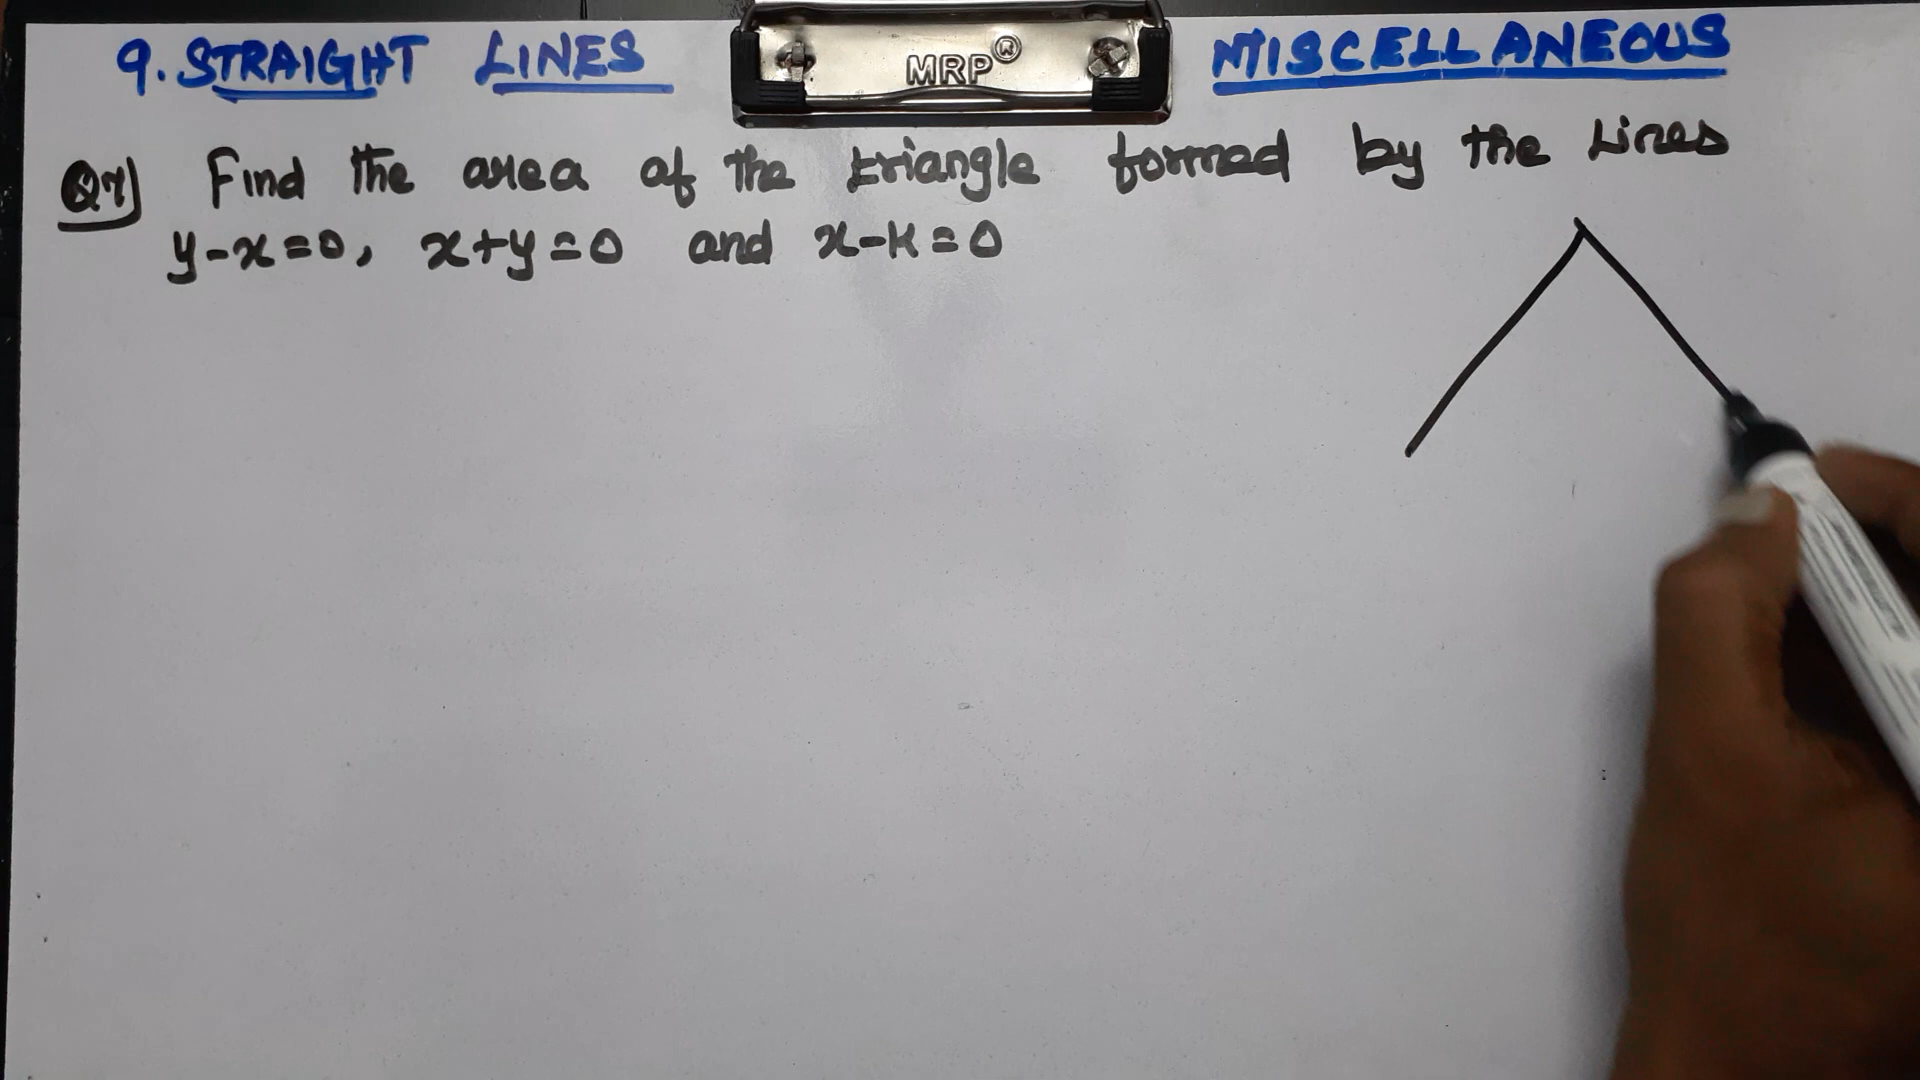 9. STRAIGHT LINES
MRP®
MISCELLANEOUS
Q7) Find the area of the triangle formed by the Lines
y-x=0, x+y=0 and x-k=0